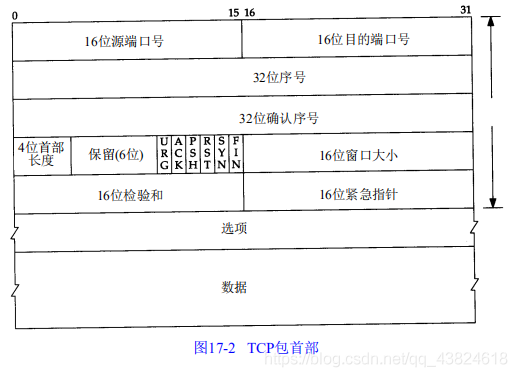 0 15 16 31
16位源端口号 16位目的端口号
32位序号
32位确认序号
4位首部长度 保留(6位) URG ACK PSH RST SYN FIN 16位窗口大小
16位检验和 16位紧急指针
选项
数据
图17-2 TCP包首部
https://blog.csdn.net/qq_43824618